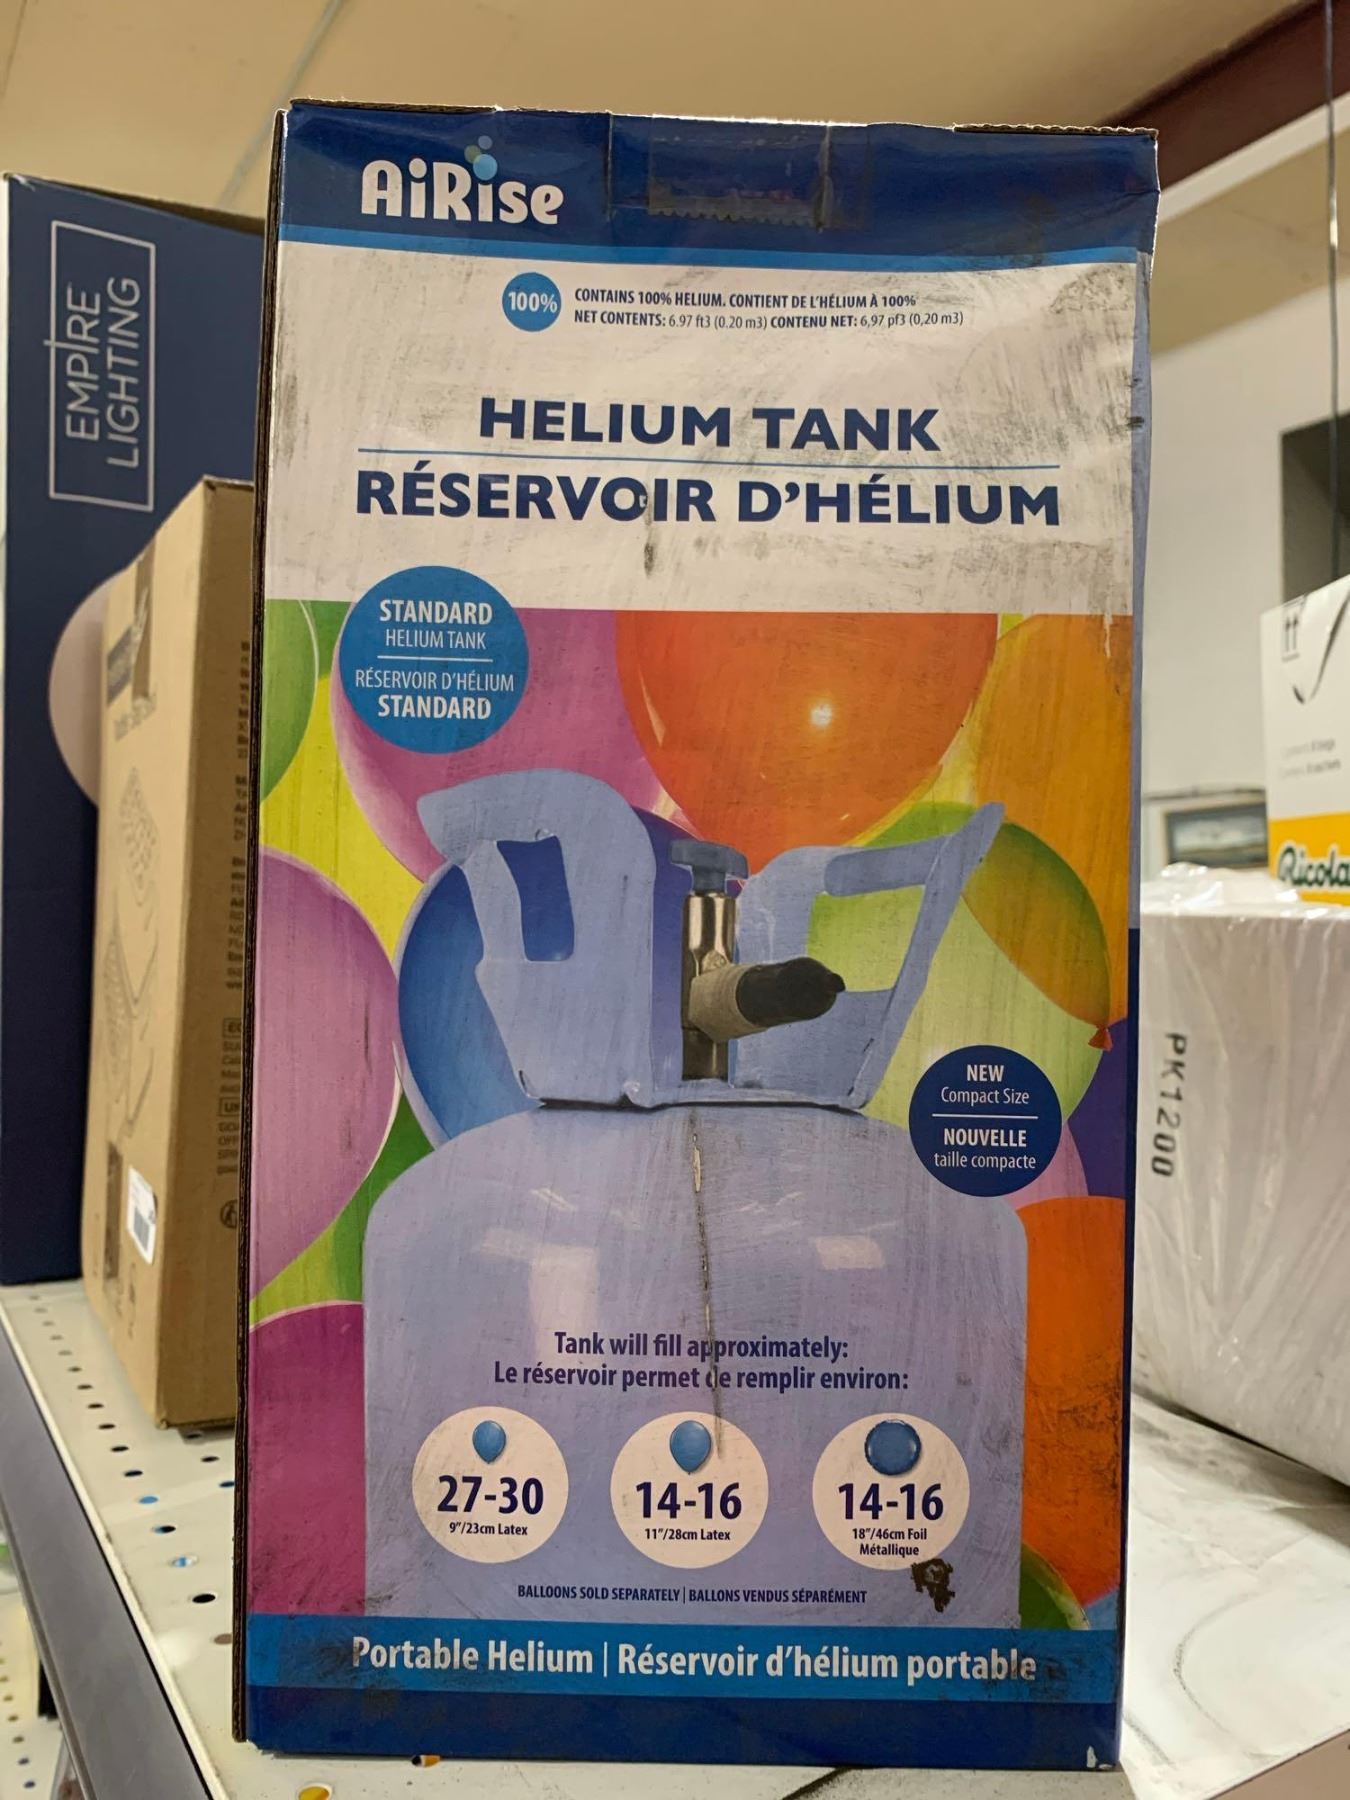 AiRise
100%
CONTAINS 100% HELIUM. CONTIENT DE L'HÉLIUM À 100%
NET CONTENTS: 6.97 ft3 (0.20 m3) CONTENU NET: 6,97 pf3 (0,20 m3)
HELIUM TANK
RÉSERVOIR D'HÉLIUM
STANDARD
HELIUM TANK
RÉSERVOIR D'HÉLIUM
STANDARD
NEW
Compact Size
NOUVELLE
taille compacte
Tank will fill approximately:
Le réservoir permet de remplir environ:
27-30
9"/23cm Latex
14-16
11"/28cm Latex
14-16
18"/46cm Foil
Métallique
BALLOONS SOLD SEPARATELY | BALLONS VENDUS SÉPARÉMENT
Portable Helium | Réservoir d'hélium portable
EMPIRE
LIGHTING
Ricola
PK1200